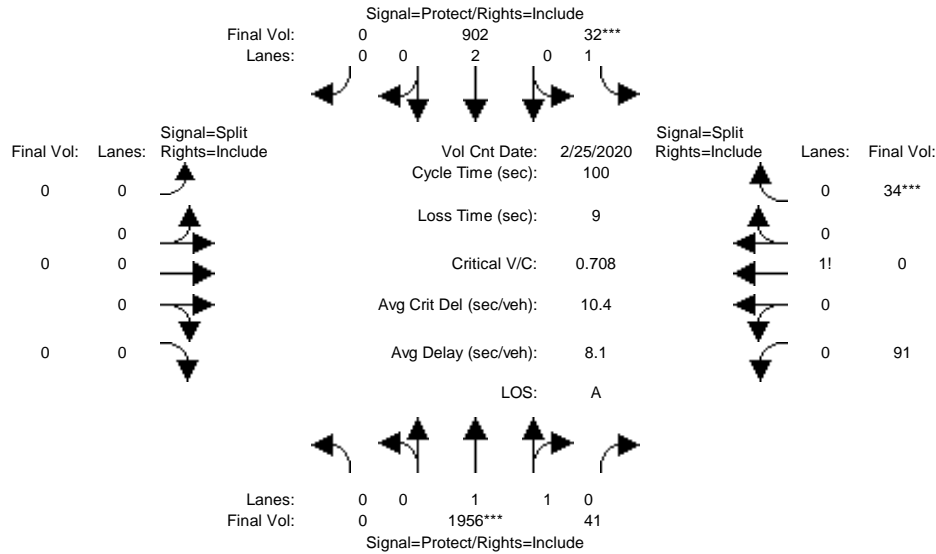 Signal=Protect/Rights=Include
Final Vol: 0 902 32***
Lanes: 0 0 2 0 1
Signal=Split Signal=Split
Final Vol: Lanes: Rights=Include Vol Cnt Date: 2/25/2020 Rights=Include Lanes: Final Vol:
Cycle Time (sec): 100
0 0 0 34***
Loss Time (sec): 9
0 0
0 0 Critical V/C: 0.708 1! 0
0 Avg Crit Del (sec/veh): 10.4 0
0 0 Avg Delay (sec/veh): 8.1 0 91
LOS: A
Lanes: 0 0 1 1 0
Final Vol: 0 1956*** 41
Signal=Protect/Rights=Include